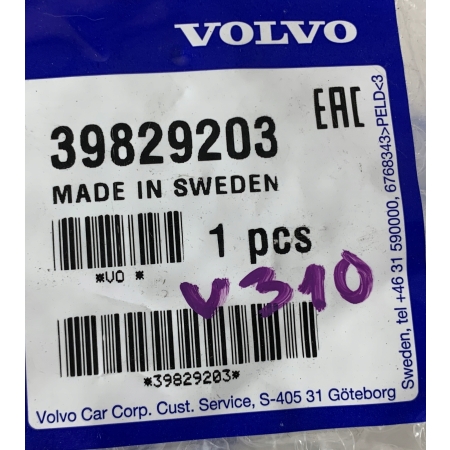 VOLVO
EAC
39829203
MADE IN SWEDEN
*VO *
1 pcs
v 310
*39829203*
Volvo Car Corp. Cust. Service, S-405 31 Göteborg
Sweden, tel +46 31 590000, 6768343>PELD<3